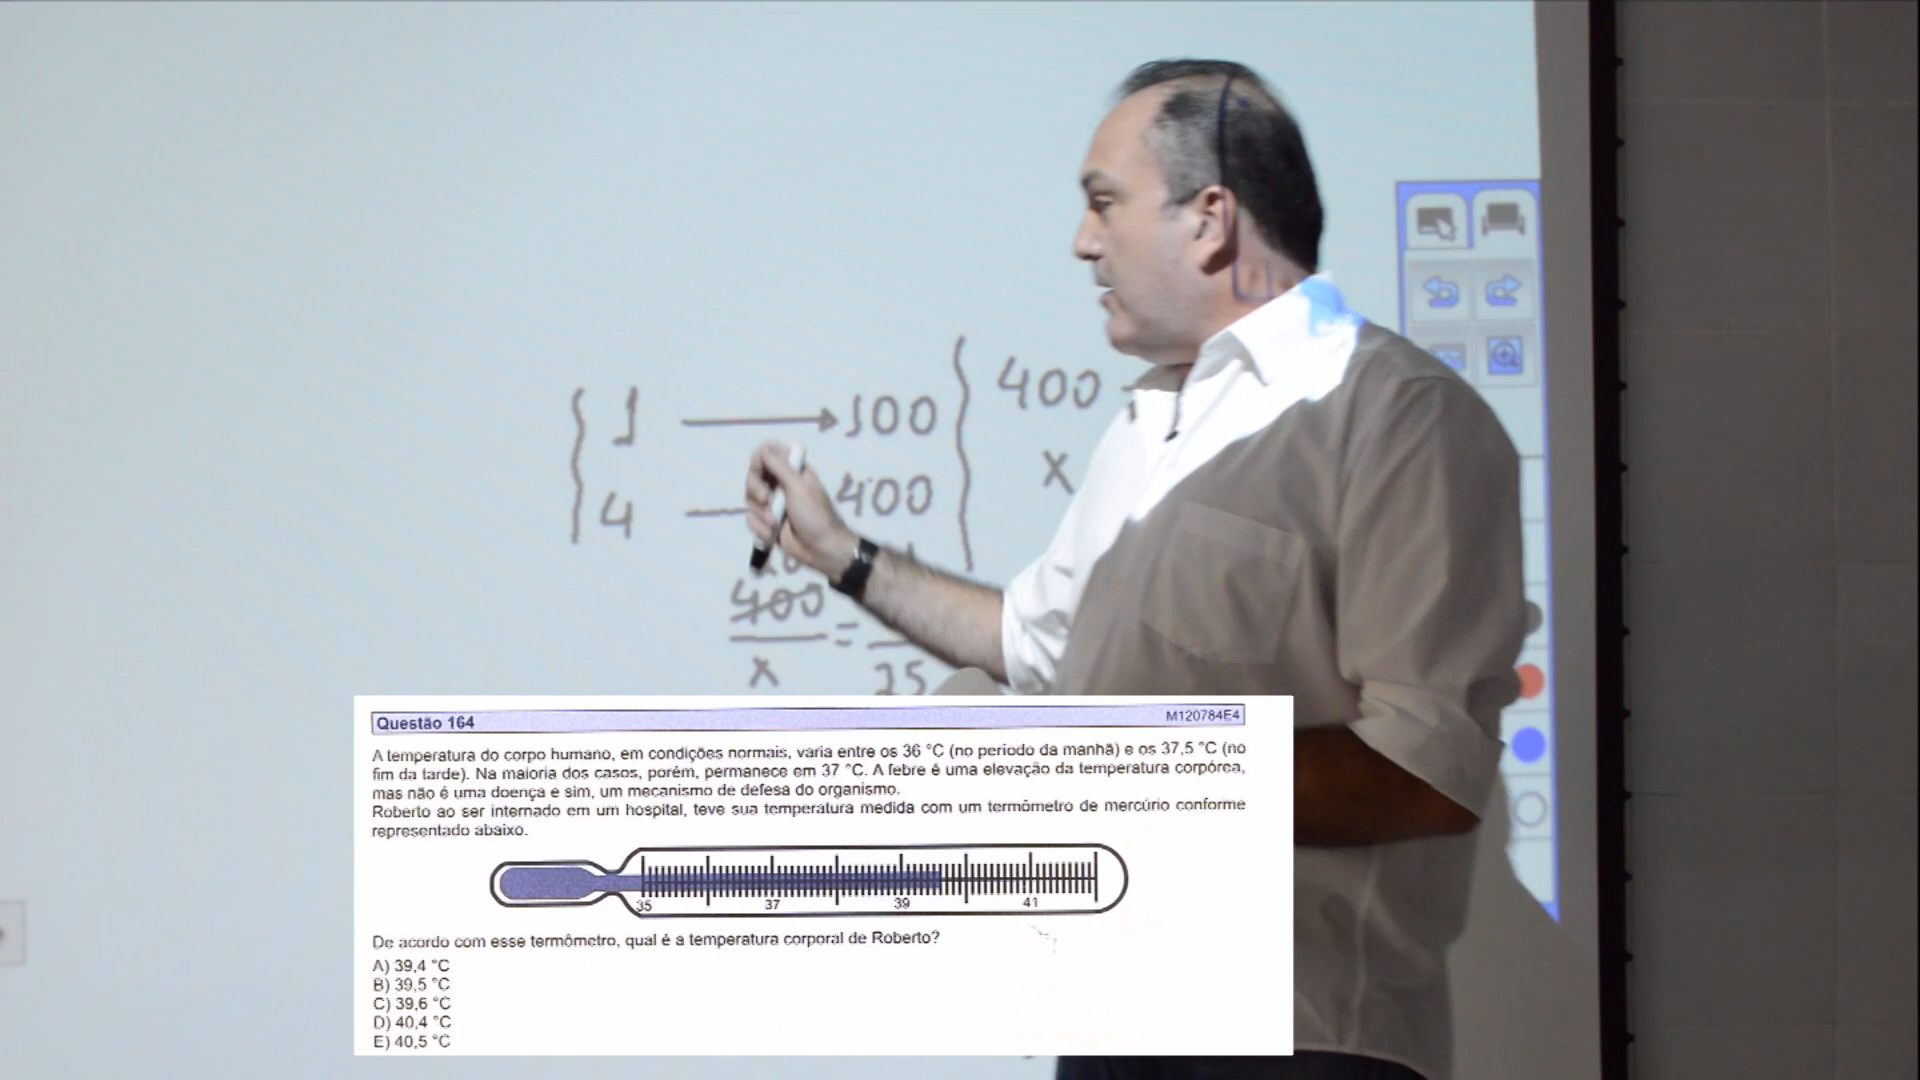 1 → 100
400
4 — 400
x
400
=
x
25
Questão 164
M120784E4
A temperatura do corpo humano, em condições normais, varia entre os 36 °C (no período da manhã) e os 37,5 °C (no
fim da tarde). Na maioria dos casos, porém, permanece em 37 °C. A febre é uma elevação da temperatura corpórea,
mas não é uma doença e sim, um mecanismo de defesa do organismo.
Roberto ao ser internado em um hospital, teve sua temperatura medida com um termômetro de mercúrio conforme
representado abaixo.
35 37 39 41
De acordo com esse termômetro, qual é a temperatura corporal de Roberto?
A) 39,4 °C
B) 39,5 °C
C) 39,6 °C
D) 40,4 °C
E) 40,5 °C